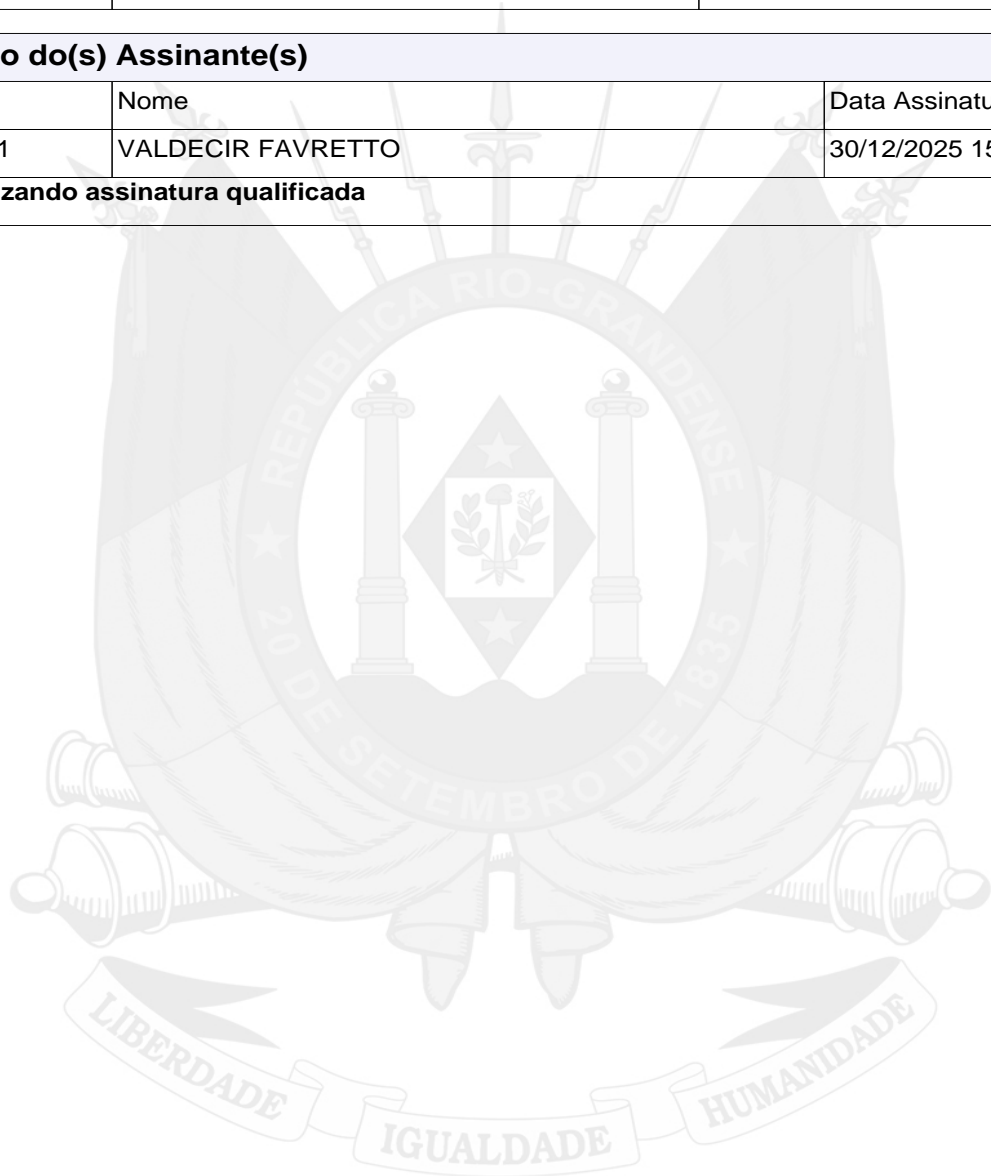 o do(s) Assinante(s)
Nome Data Assinatu
1 VALDECIR FAVRETTO 30/12/2025 15
zando assinatura qualificada
REPÚBLICA RIO-GRANDENSE
20 DE SETEMBRO DE 1835
LIBERDADE IGUALDADE HUMANIDADE